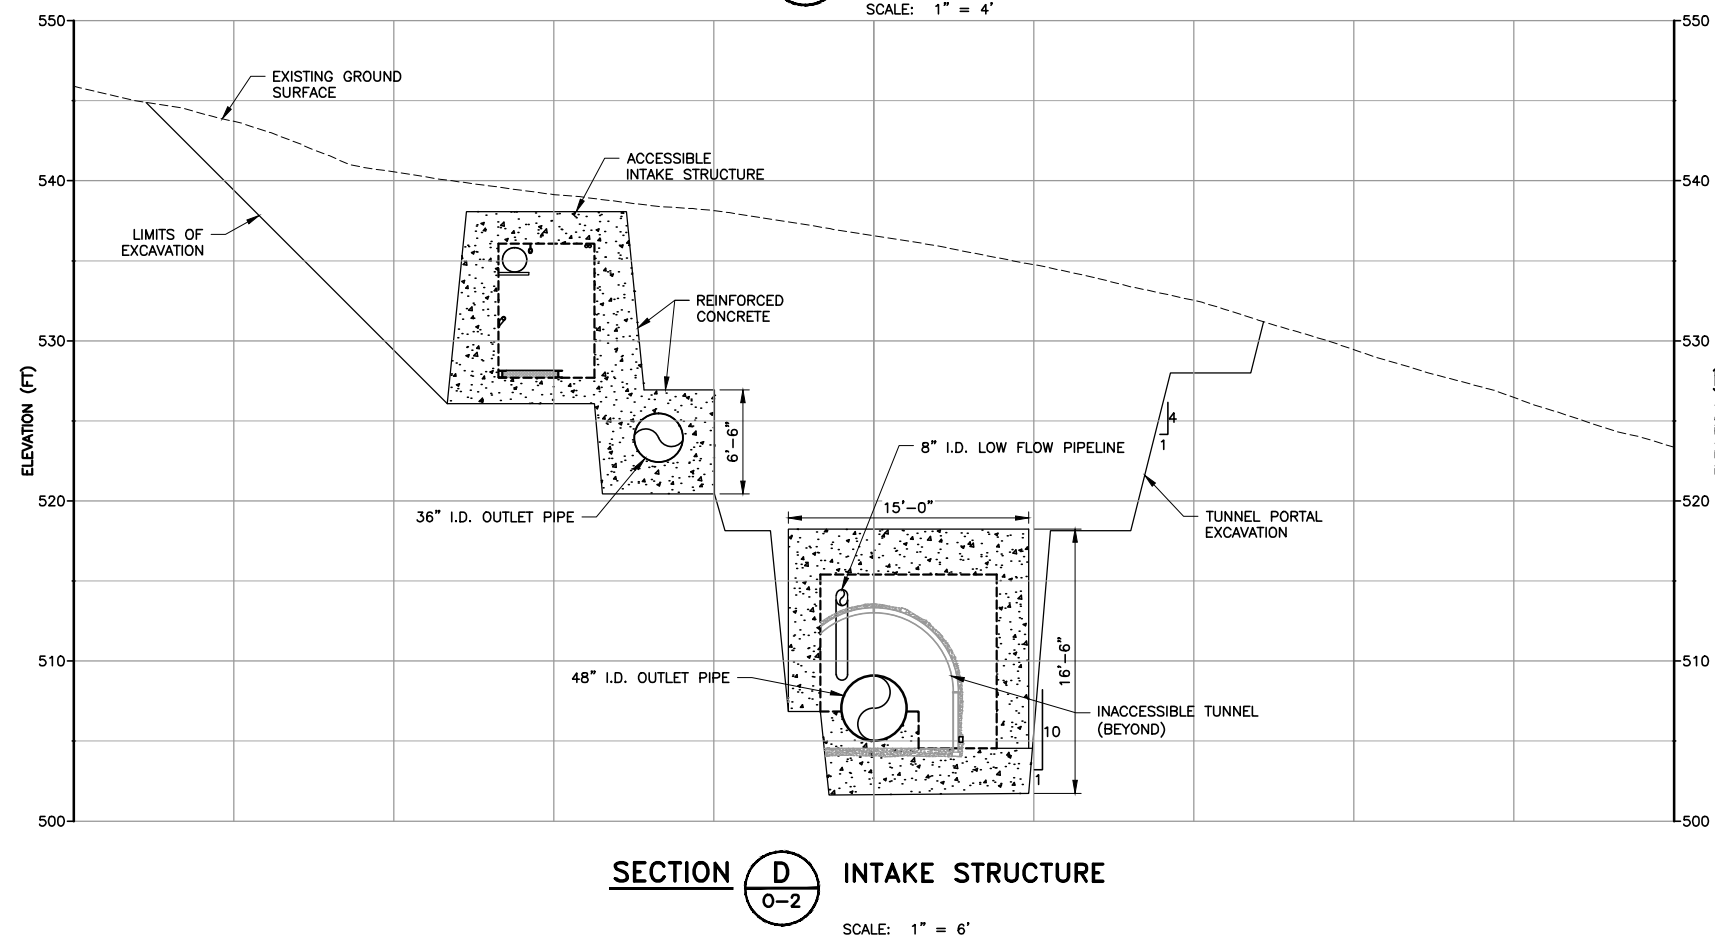 SCALE: 1" = 4'
550
550
EXISTING GROUND
SURFACE
ACCESSIBLE
INTAKE STRUCTURE
540
540
LIMITS OF
EXCAVATION
REINFORCED
CONCRETE
530
530
ELEVATION (FT)
6'-6"
4
1
8" I.D. LOW FLOW PIPELINE
520
520
15'-0"
36" I.D. OUTLET PIPE
TUNNEL PORTAL
EXCAVATION
510
510
16'-6"
48" I.D. OUTLET PIPE
INACCESSIBLE TUNNEL
(BEYOND)
10
1
500
500
SECTION D INTAKE STRUCTURE
O-2
SCALE: 1" = 6'